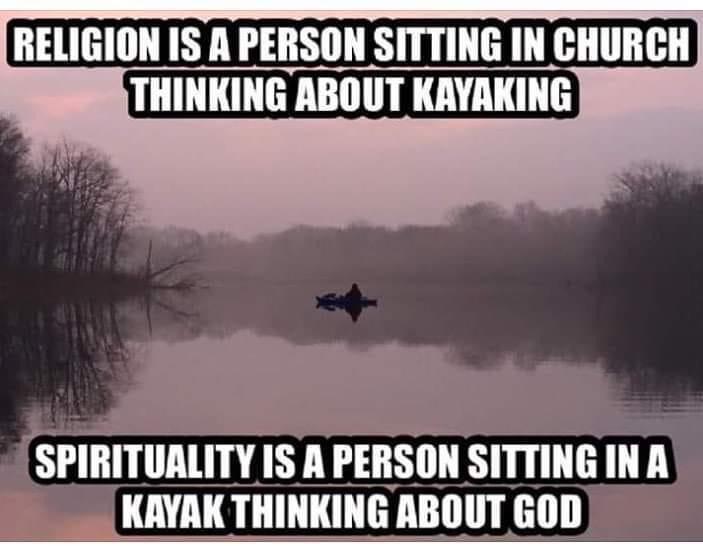 RELIGION IS A PERSON SITTING IN CHURCH
THINKING ABOUT KAYAKING
SPIRITUALITY IS A PERSON SITTING IN A
KAYAK THINKING ABOUT GOD